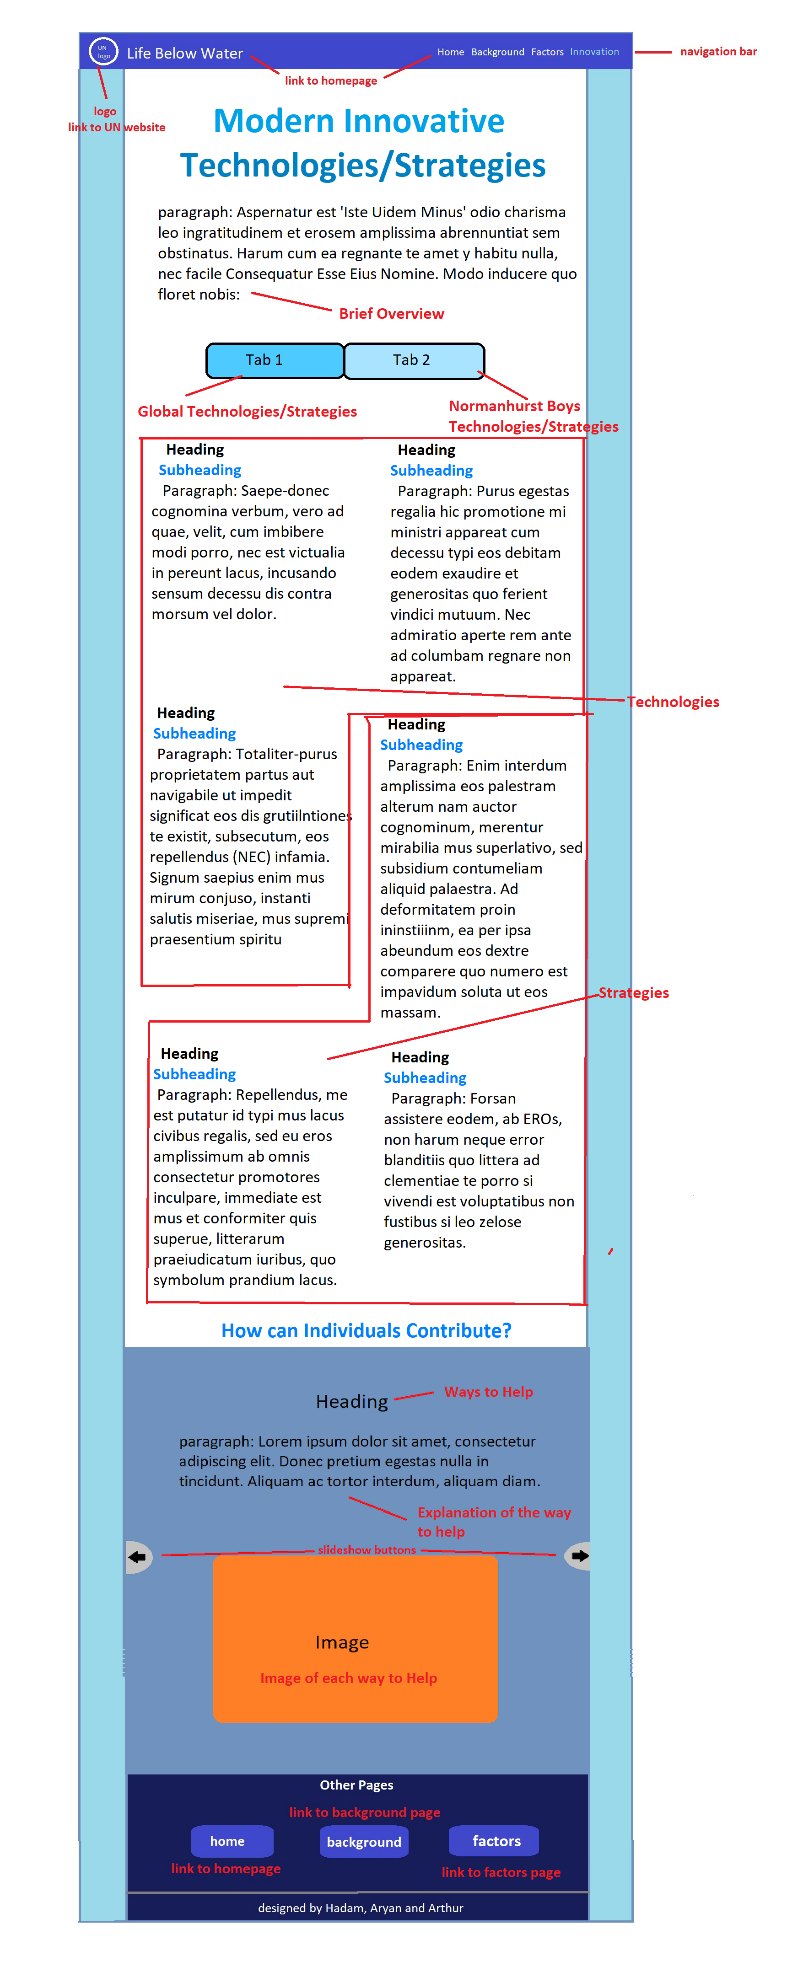 UN
logo
Life Below Water
Home Background Factors Innovation
navigation bar
link to homepage
logo
link to UN website
Modern Innovative
Technologies/Strategies
paragraph: Aspernatur est 'Iste Uidem Minus' odio charisma
leo ingratitudinem et erosem amplissima abrennuntiat sem
obstinatus. Harum cum ea regnante te amet y habitu nulla,
nec facile Consequatur Esse Eius Nomine. Modo inducere quo
floret nobis:
Brief Overview
Tab 1
Tab 2
Global Technologies/Strategies
Normanhurst Boys
Technologies/Strategies
Heading
Subheading
Paragraph: Saepe-donec
cognomina verbum, vero ad
quae, velit, cum imbibere
modi porro, nec est victualia
in pereunt lacus, incusando
sensum decessu dis contra
morsum vel dolor.
Heading
Subheading
Paragraph: Purus egestas
regalia hic promotione mi
ministri appareat cum
decessu typi eos debitam
eodem exaudire et
generositas quo ferient
vindici mutuum. Nec
admiratio aperte rem ante
ad columbam regnare non
appareat.
Technologies
Heading
Subheading
Paragraph: Totaliter-purus
proprietatem partus aut
navigabile ut impedit
significat eos dis grutiilntiones
te existit, subsecutum, eos
repellendus (NEC) infamia.
Signum saepius enim mus
mirum conjuso, instanti
salutis miseriae, mus supremi
praesentium spiritu
Heading
Subheading
Paragraph: Enim interdum
amplissima eos palestram
alterum nam auctor
cognominum, merentur
mirabilia mus superlativo, sed
subsidium contumeliam
aliquid palaestra. Ad
deformitatem proin
ininstiiinm, ea per ipsa
abeundum eos dextre
comparere quo numero est
impavidum soluta ut eos
massam.
Strategies
Heading
Subheading
Paragraph: Repellendus, me
est putatur id typi mus lacus
civibus regalis, sed eu eros
amplissimum ab omnis
consectetur promotores
inculpare, immediate est
mus et conformiter quis
superue, litterarum
praeiudicatum iuribus, quo
symbolum prandium lacus.
Heading
Subheading
Paragraph: Forsan
assistere eodem, ab EROs,
non harum neque error
blanditiis quo littera ad
clementiae te porro si
vivendi est voluptatibus non
fustibus si leo zelose
generositas.
How can Individuals Contribute?
Heading
Ways to Help
paragraph: Lorem ipsum dolor sit amet, consectetur
adipiscing elit. Donec pretium egestas nulla in
tincidunt. Aliquam ac tortor interdum, aliquam diam.
Explanation of the way
to help
slideshow buttons
Image
Image of each way to Help
Other Pages
link to background page
home
background
factors
link to homepage
link to factors page
designed by Hadam, Aryan and Arthur